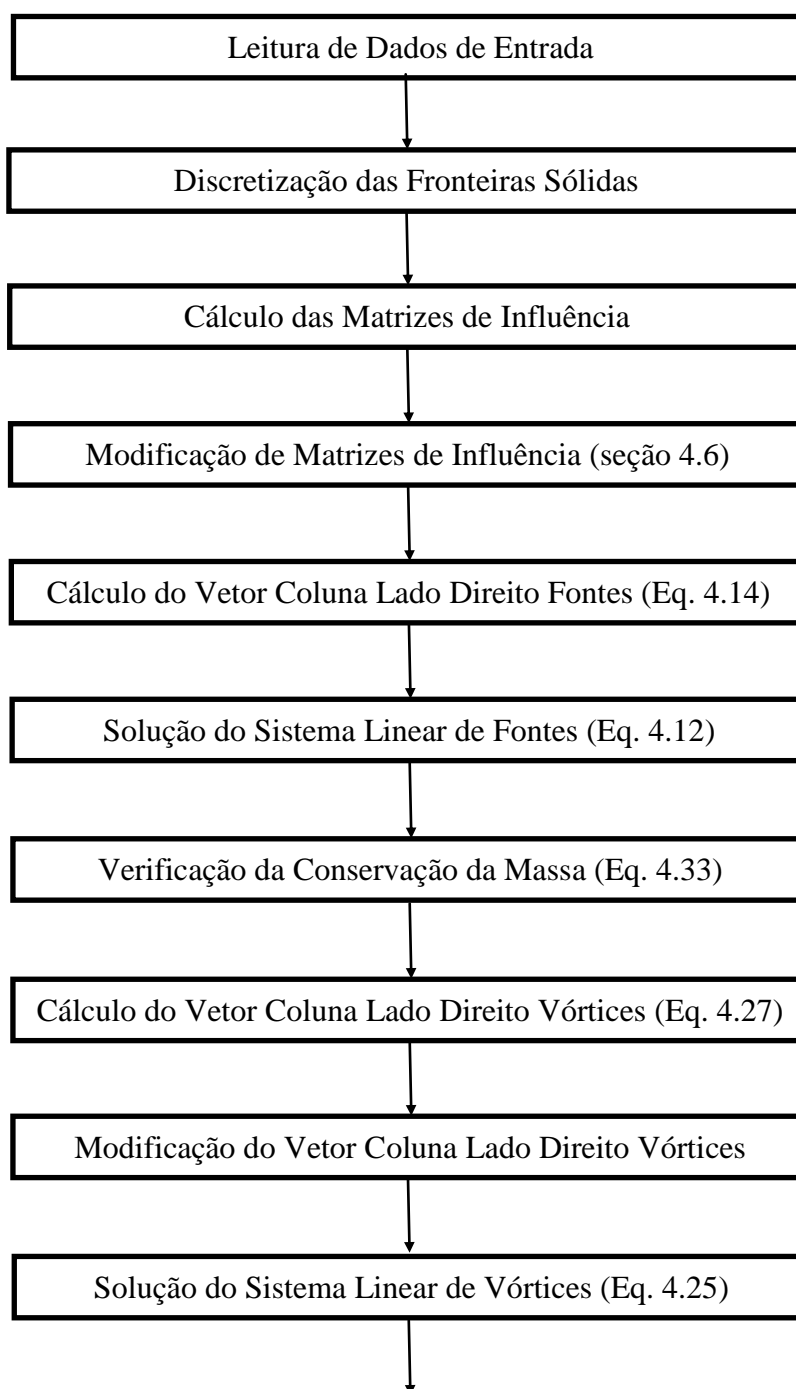 Leitura de Dados de Entrada
Discretização das Fronteiras Sólidas
Cálculo das Matrizes de Influência
Modificação de Matrizes de Influência (seção 4.6)
Cálculo do Vetor Coluna Lado Direito Fontes (Eq. 4.14)
Solução do Sistema Linear de Fontes (Eq. 4.12)
Verificação da Conservação da Massa (Eq. 4.33)
Cálculo do Vetor Coluna Lado Direito Vórtices (Eq. 4.27)
Modificação do Vetor Coluna Lado Direito Vórtices
Solução do Sistema Linear de Vórtices (Eq. 4.25)